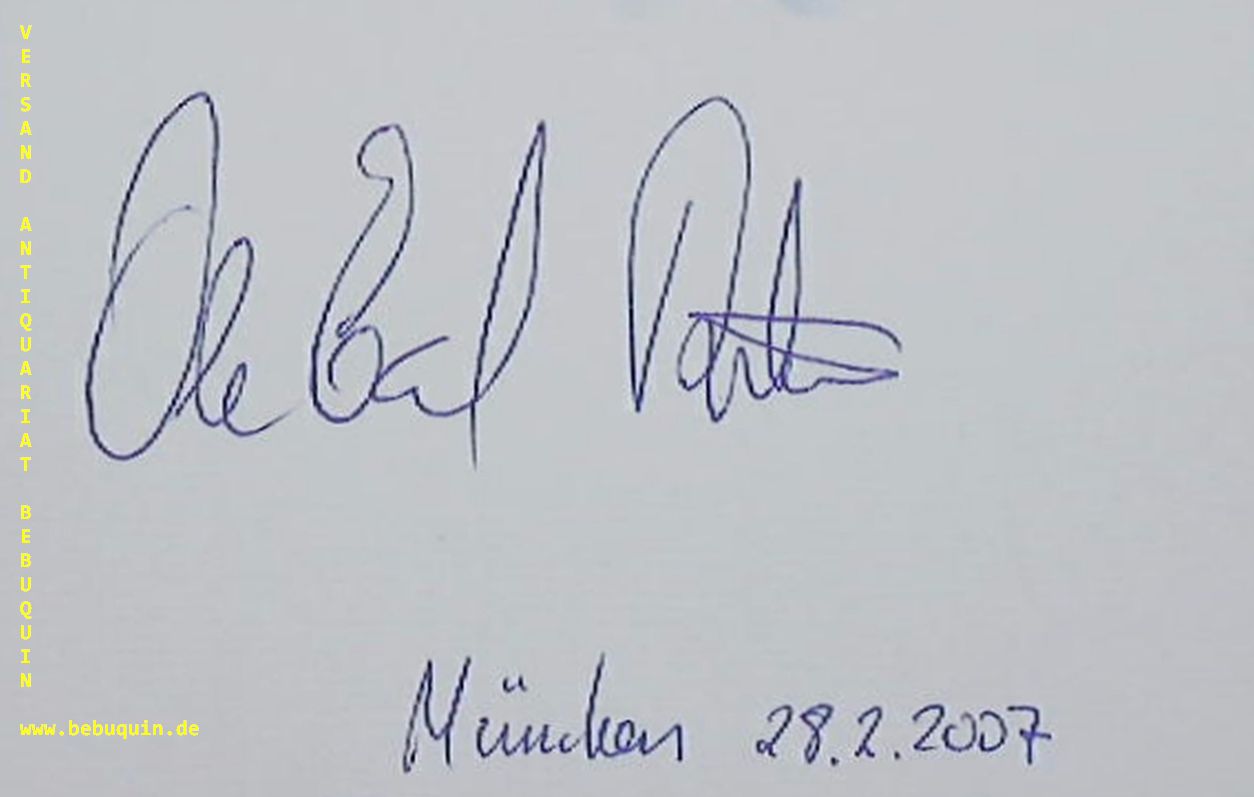 VERSAND ANTIQUARIAT BEBUQUIN
www.bebuquin.de
München 28.2.2007